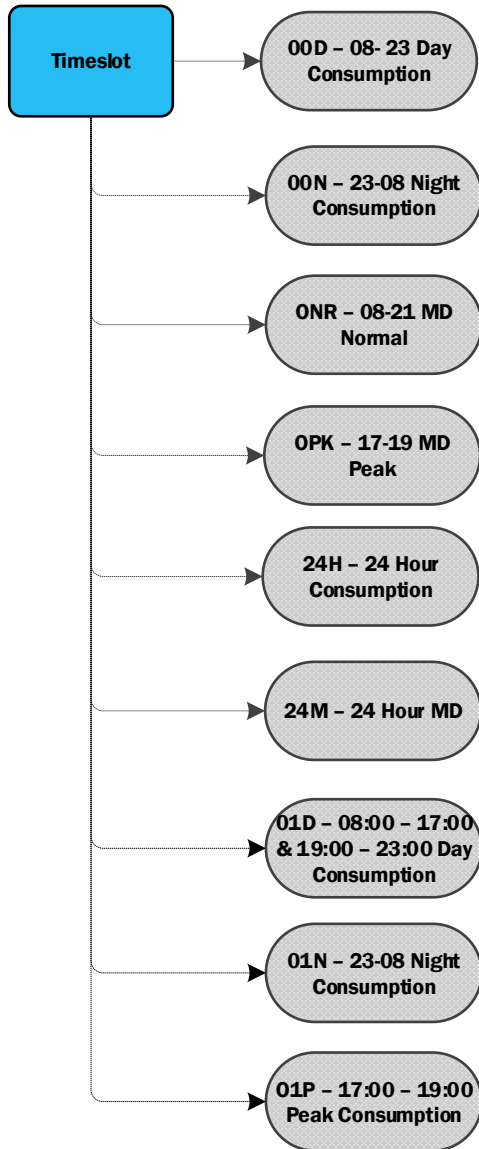 Timeslot
00D – 08- 23 Day
Consumption
00N – 23-08 Night
Consumption
0NR – 08-21 MD
Normal
0PK – 17-19 MD
Peak
24H – 24 Hour
Consumption
24M – 24 Hour MD
01D – 08:00 – 17:00
& 19:00 – 23:00 Day
Consumption
01N – 23-08 Night
Consumption
01P – 17:00 – 19:00
Peak Consumption